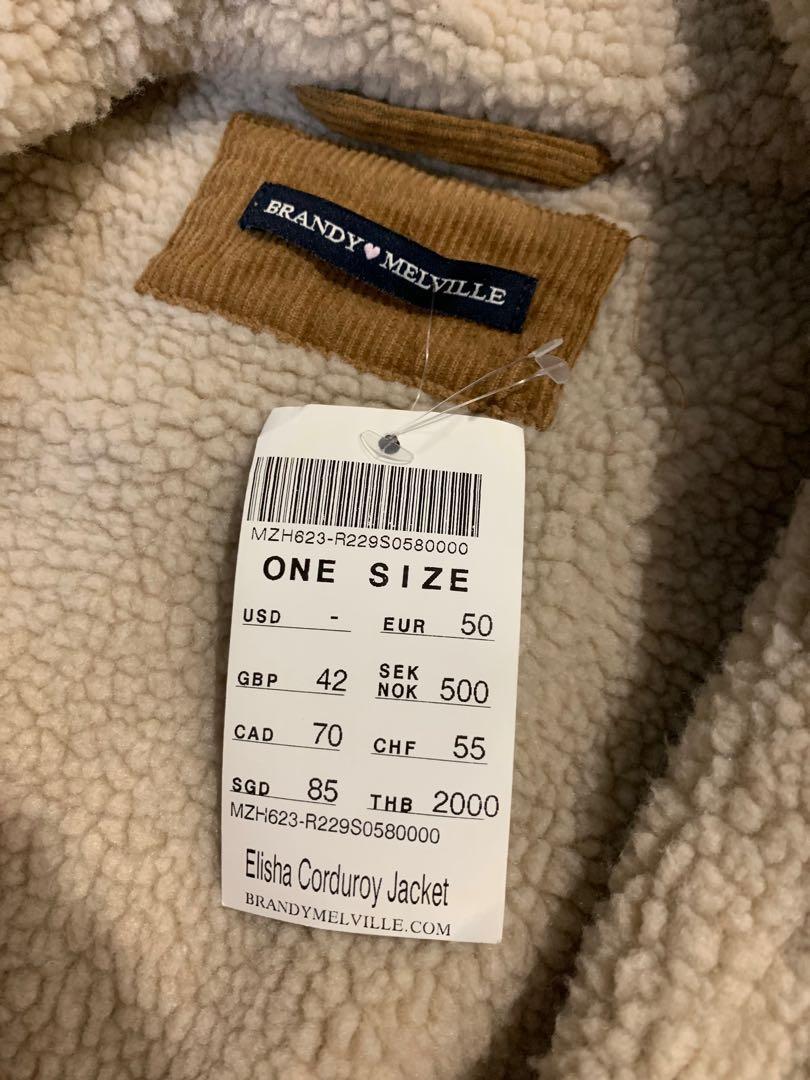 BRANDY MELVILLE
MZH623-R229S0580000
ONE SIZE
USD - EUR 50
GBP 42 SEK NOK 500
CAD 70 CHF 55
SGD 85 THB 2000
MZH623-R229S0580000
Elisha Corduroy Jacket
BRANDYMELVILLE.COM